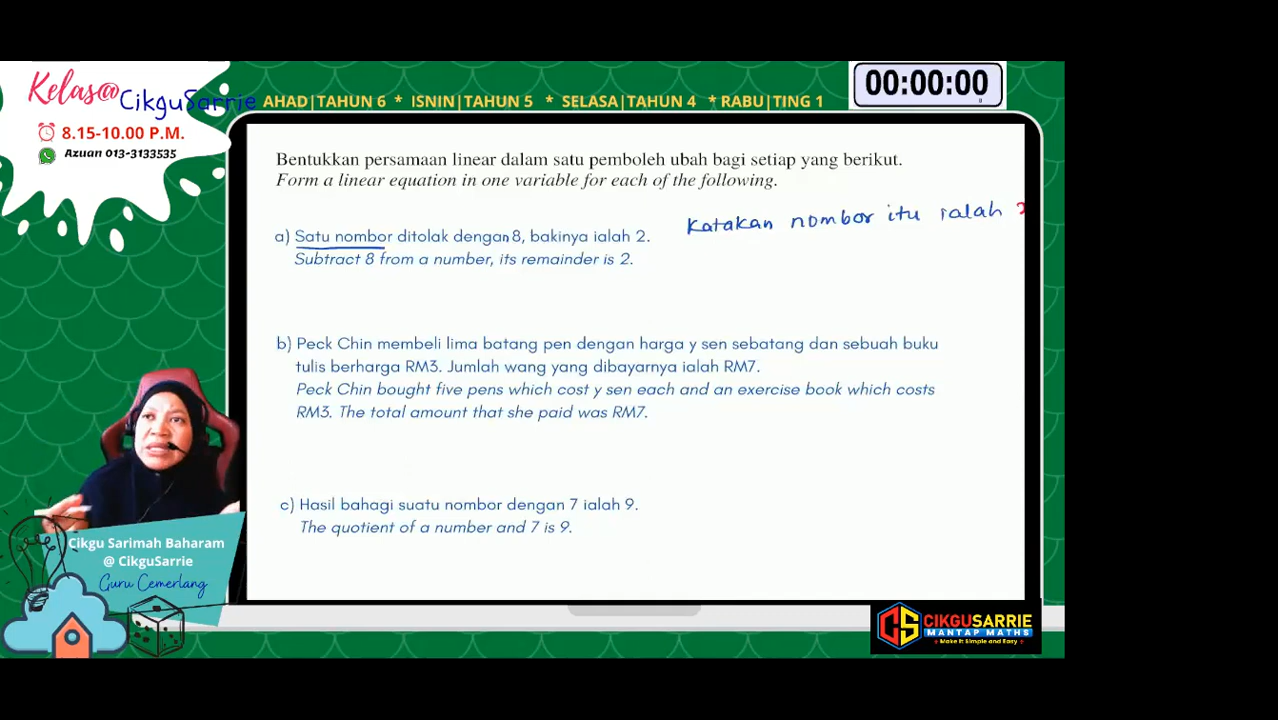 Kelas@CikguSarrie
8.15-10.00 P.M.
Azuan 013-3133535
AHAD|TAHUN 6 * ISNIN|TAHUN 5 * SELASA|TAHUN 4 *RABU|TING 1
00:00:00
Bentukkan persamaan linear dalam satu pemboleh ubah bagi setiap yang berikut.
Form a linear equation in one variable for each of the following.
Katakan nombor itu ialah
a) Satu nombor ditolak dengan 8, bakinya ialah 2.
Subtract 8 from a number, its remainder is 2.
b) Peck Chin membeli lima batang pen dengan harga y sen sebatang dan sebuah buku
tulis berharga RM3. Jumlah wang yang dibayarnya ialah RM7.
Peck Chin bought five pens which cost y sen each and an exercise book which costs
RM3. The total amount that she paid was RM7.
c) Hasil bahagi suatu nombor dengan 7 ialah 9.
The quotient of a number and 7 is 9.
Cikgu Sarimah Baharam
@ CikguSarrie
Guru Cemerlang
CS CIKGUSARRIE
MANTAP MATHS
Make It Simple and Easy